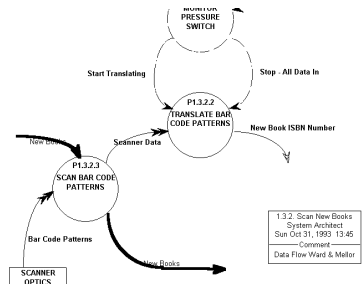 MONITOR
PRESSURE
SWITCH
Start Translating
Stop - All Data In
P1.3.2.2
TRANSLATE BAR
CODE PATTERNS
New Book ISBN Number
Scanner Data
New Books
P1.3.2.3
SCAN BAR CODE
PATTERNS
Bar Code Patterns
New Books
SCANNER
OPTICS
1.3.2. Scan New Books
System Architect
Sun Oct 31, 1993 13:45
Comment
Data Flow Ward & Mellor